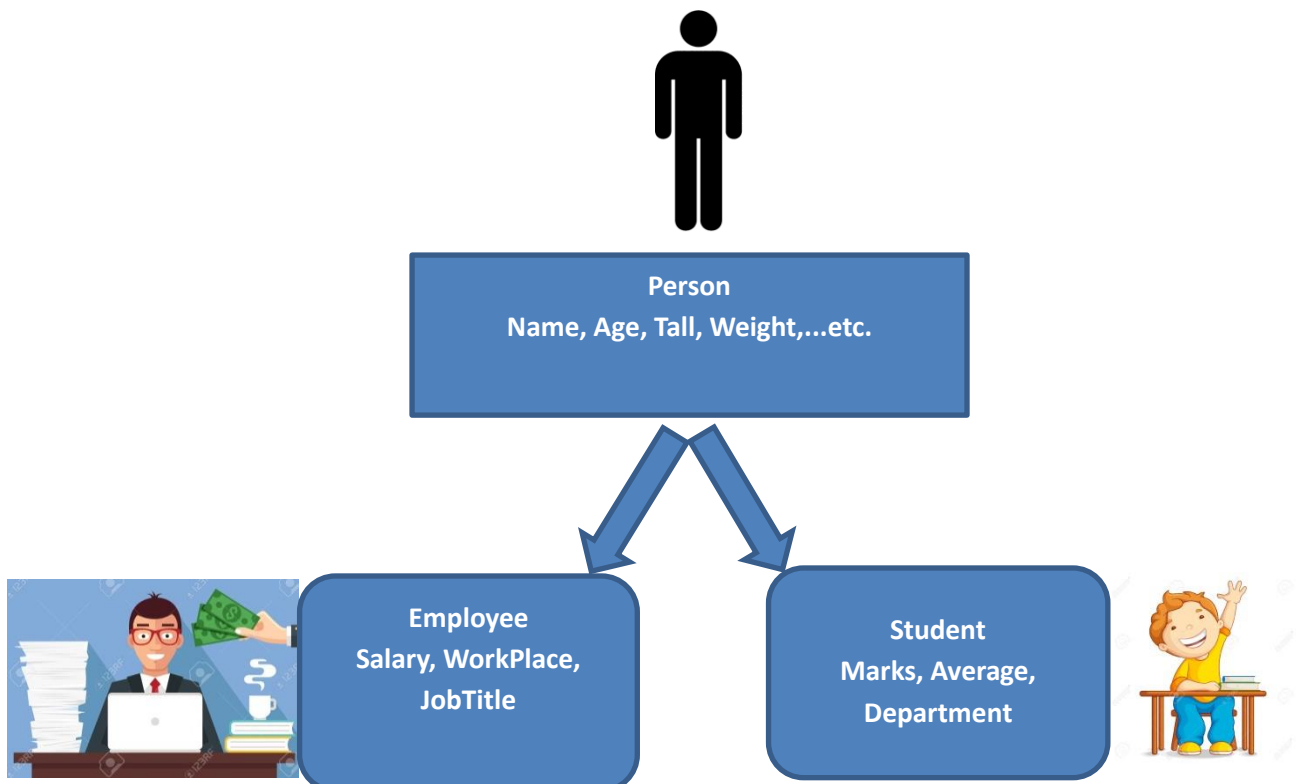 Person
Name, Age, Tall, Weight,...etc.
Employee
Salary, WorkPlace,
JobTitle
Student
Marks, Average,
Department